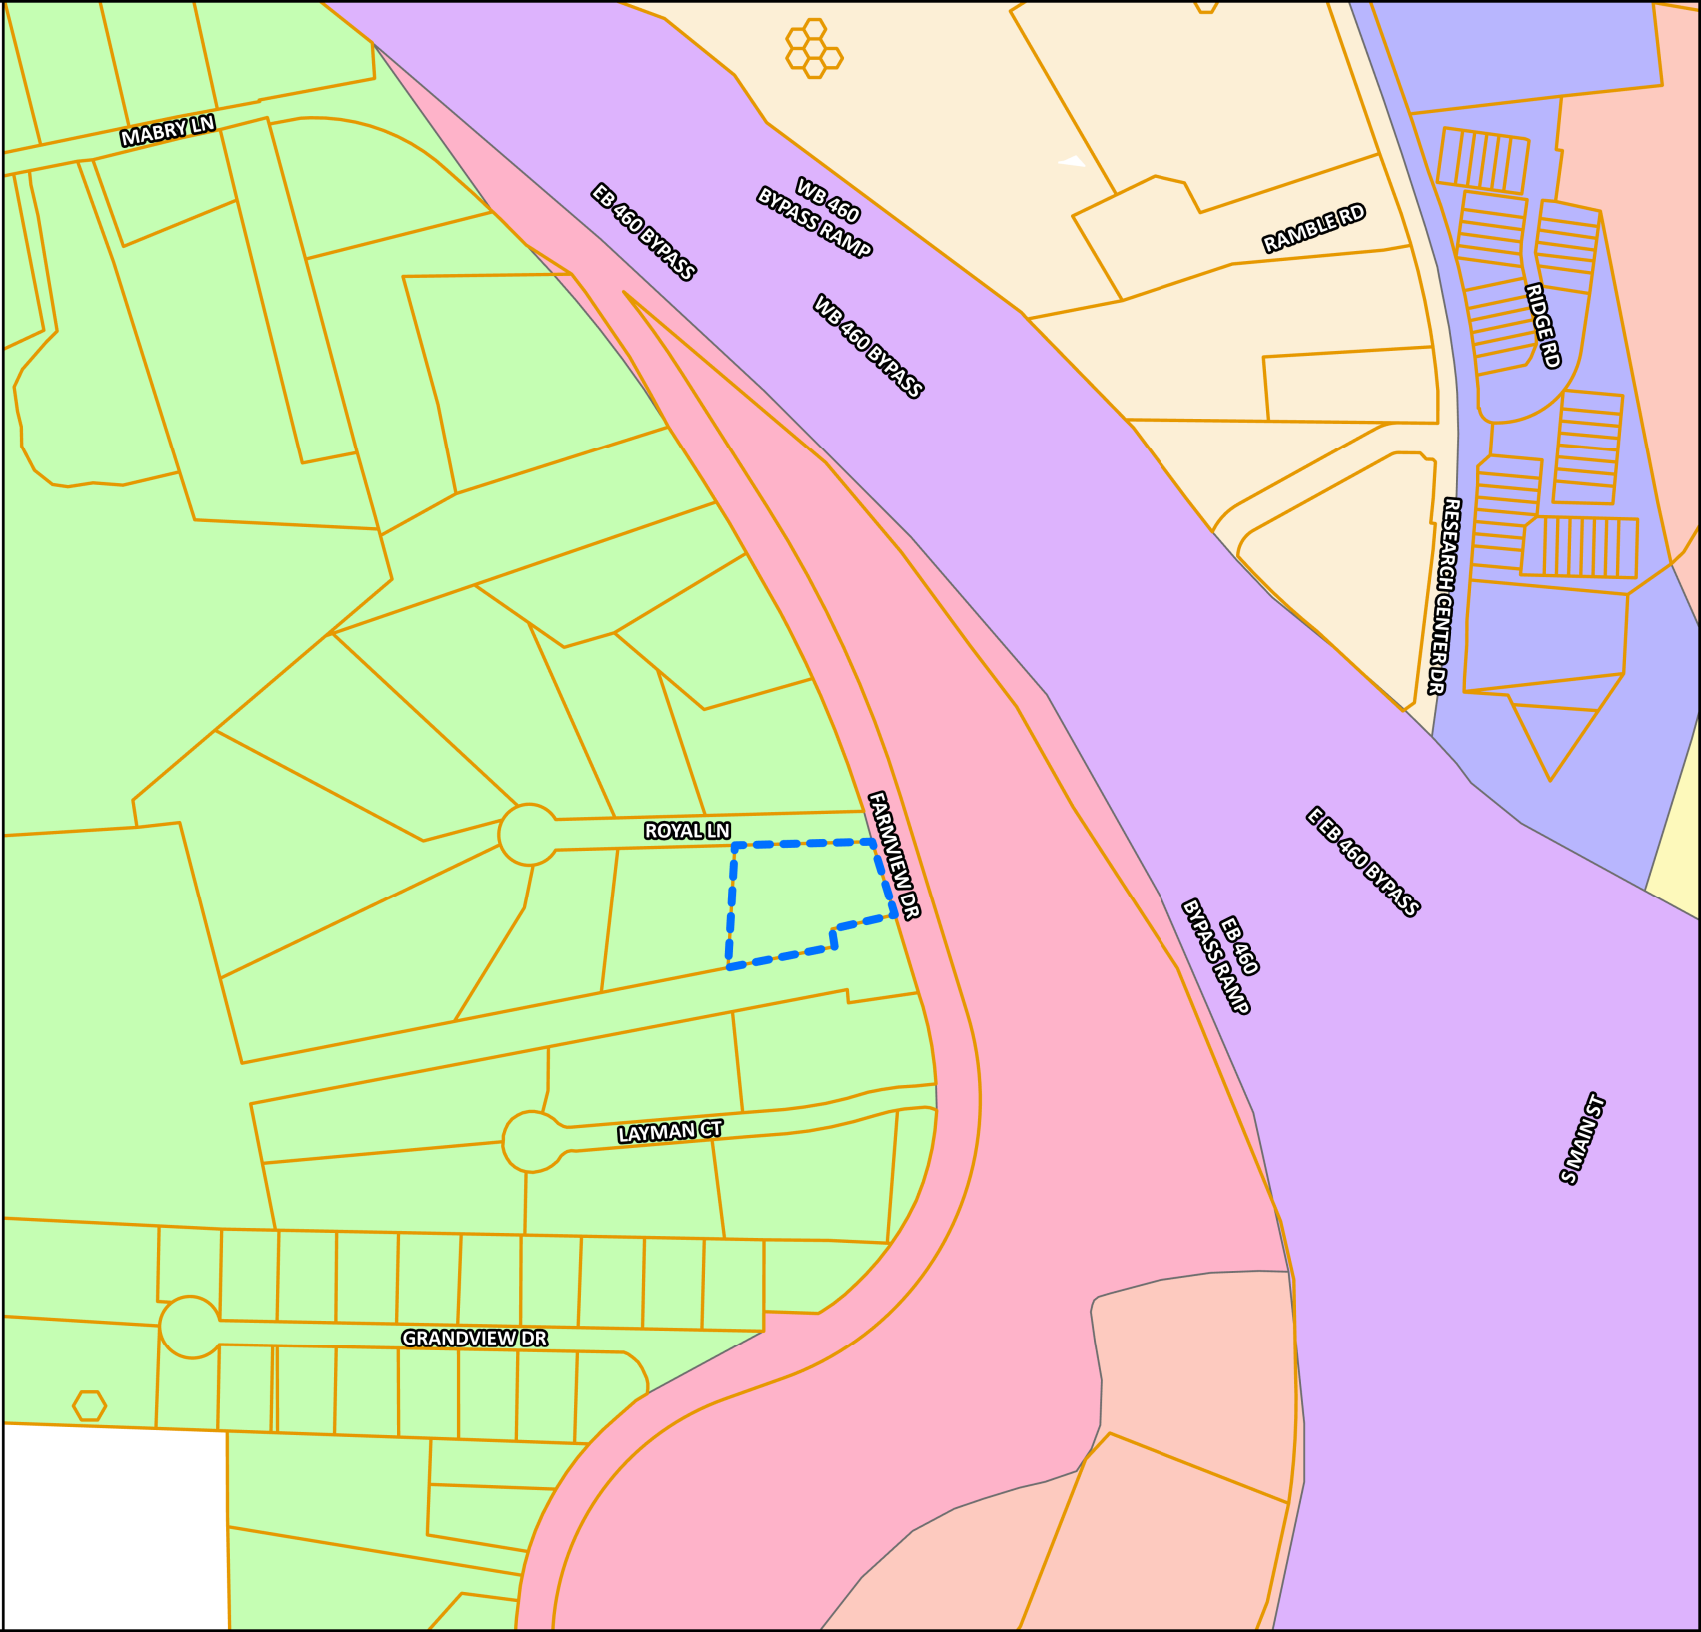 MABRY LN
EB 460 BYPASS
WB 460
BYPASS RAMP
RAMBLE RD
WB 460 BYPASS
RIDGE RD
RESEARCH CENTER DR
ROYAL LN
FARMVIEW DR
E EB 460 BYPASS
EB 460
BYPASS RAMP
LAYMAN CT
S MAIN ST
GRANDVIEW DR